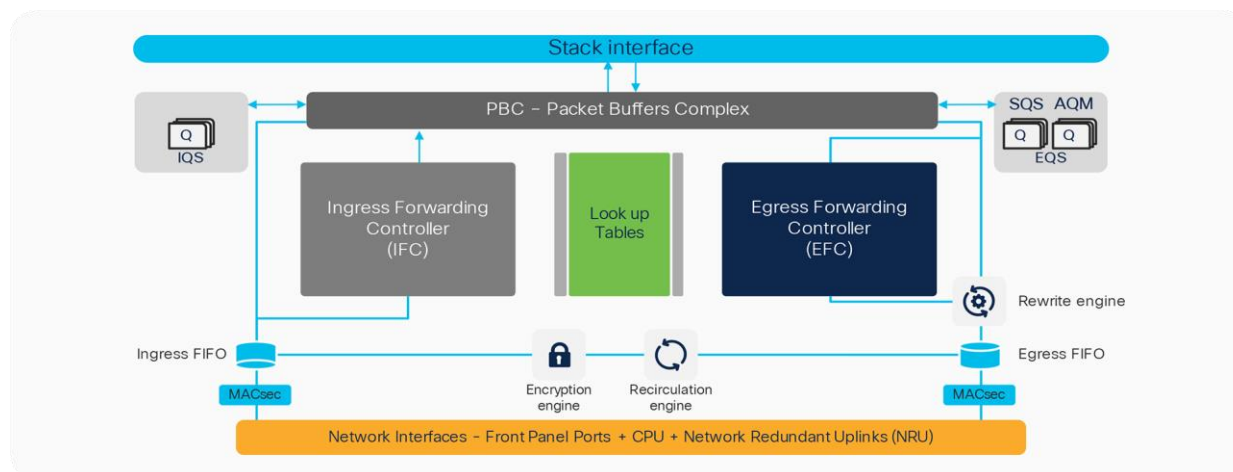 Stack interface
PBC – Packet Buffers Complex
Q
IQS
SQS AQM
Q Q
EQS
Ingress Forwarding
Controller
(IFC)
Look up
Tables
Egress Forwarding
Controller
(EFC)
Rewrite engine
Ingress FIFO
Egress FIFO
MACsec
Encryption
engine
Recirculation
engine
MACsec
Network Interfaces – Front Panel Ports + CPU + Network Redundant Uplinks (NRU)